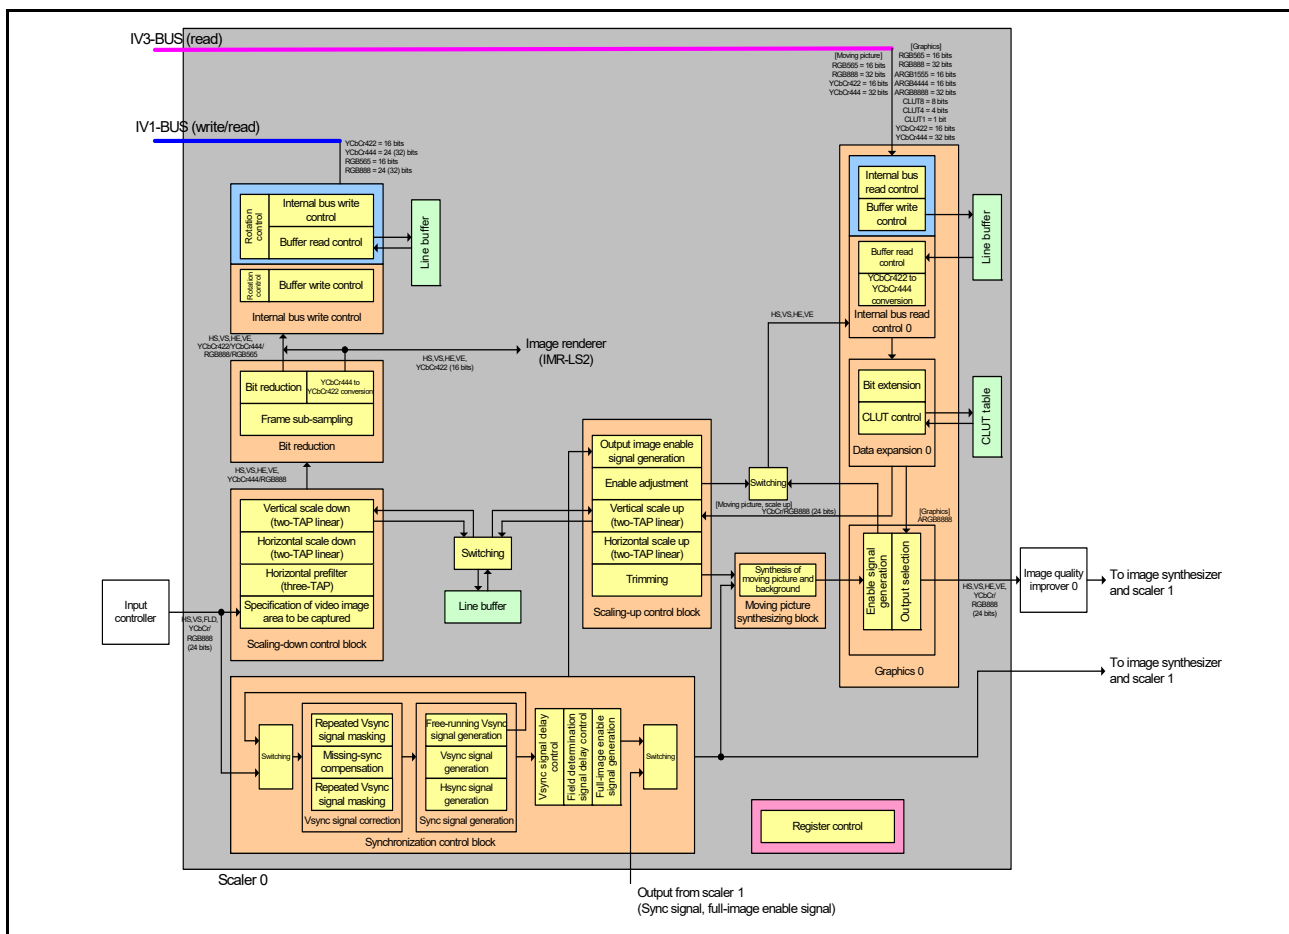 IV3-BUS (read)
[Moving picture]
RGB565 = 16 bits
RGB888 = 32 bits
YCbCr422 = 16 bits
YCbCr444 = 32 bits
[Graphics]
RGB565 = 16 bits
RGB888 = 32 bits
ARGB1555 = 16 bits
ARGB4444 = 16 bits
ARGB8888 = 32 bits
CLUT8 = 8 bits
CLUT4 = 4 bits
CLUT1 = 1 bit
YCbCr422 = 16 bits
YCbCr444 = 32 bits
IV1-BUS (write/read)
YCbCr422 = 16 bits
YCbCr444 = 24 (32) bits
RGB565 = 16 bits
RGB888 = 24 (32) bits
Rotation
control
Internal bus write
control
Buffer read control
Line buffer
Rotation
control
Buffer write control
Internal bus write control
Internal bus
read control
Buffer write
control
Line buffer
Buffer read
control
YCbCr422 to
YCbCr444
conversion
Internal bus read
control 0
HS,VS,HE,VE
HS,VS,HE,VE,
YCbCr422/YCbCr444/
RGB888/RGB565
Image renderer
(IMR-LS2)
HS,VS,HE,VE,
YCbCr422 (16 bits)
Bit reduction
YCbCr444 to
YCbCr422 conversion
Frame sub-sampling
Bit reduction
HS,VS,HE,VE,
YCbCr444/RGB888
Bit extension
CLUT control
Data expansion 0
CLUT table
Output image enable
signal generation
Enable adjustment
Vertical scale up
(two-TAP linear)
Horizontal scale up
(two-TAP linear)
Trimming
Scaling-up control block
Switching
[Moving picture, scale up]
YCbCr/RGB888 (24 bits)
[Graphics]
ARGB8888
Vertical scale down
(two-TAP linear)
Horizontal scale down
(two-TAP linear)
Horizontal prefilter
(three-TAP)
Specification of video image
area to be captured
Scaling-down control block
Switching
Line buffer
Synthesis of
moving picture and
background
Moving picture
synthesizing block
Enable signal
generation
Output selection
Graphics 0
HS,VS,HE,VE,
YCbCr/
RGB888
(24 bits)
Image quality
improver 0
To image synthesizer
and scaler 1
Input
controller
HS,VS,FLD,
YCbCr/
RGB888
(24 bits)
To image synthesizer
and scaler 1
Switching
Repeated Vsync
signal masking
Missing-sync
compensation
Repeated Vsync
signal masking
Vsync signal correction
Free-running Vsync
signal generation
Vsync signal
generation
Hsync signal
generation
Sync signal generation
Vsync signal delay
control
Field determination
signal delay control
Full-image enable
signal generation
Switching
Synchronization control block
Register control
Scaler 0
Output from scaler 1
(Sync signal, full-image enable signal)